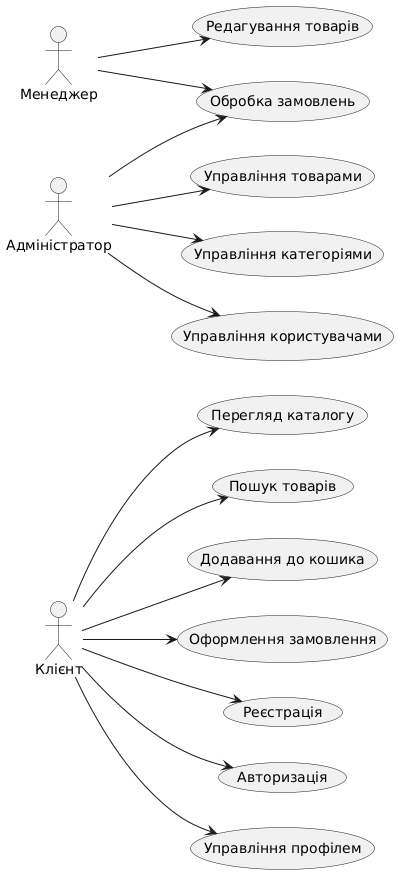 Редагування товарів
Менеджер
Обробка замовлень
Управління товарами
Адміністратор
Управління категоріями
Управління користувачами
Перегляд каталогу
Пошук товарів
Додавання до кошика
Оформлення замовлення
Клієнт
Реєстрація
Авторизація
Управління профілем